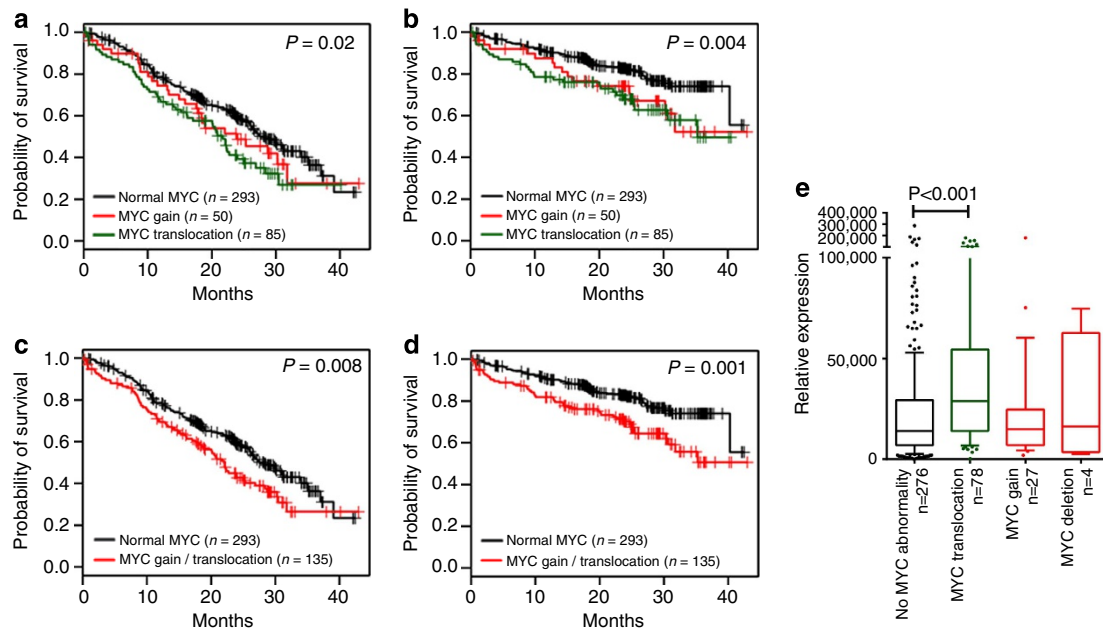 a
P = 0.02
Probability of survival
1.0
0.8
0.6
0.4
0.2
0.0
Normal MYC (n = 293)
MYC gain (n = 50)
MYC translocation (n = 85)
0 10 20 30 40
Months
b
P = 0.004
Probability of survival
1.0
0.8
0.6
0.4
0.2
0.0
Normal MYC (n = 293)
MYC gain (n = 50)
MYC translocation (n = 85)
0 10 20 30 40
Months
c
P = 0.008
Probability of survival
1.0
0.8
0.6
0.4
0.2
0.0
Normal MYC (n = 293)
MYC gain / translocation (n = 135)
0 10 20 30 40
Months
d
P = 0.001
Probability of survival
1.0
0.8
0.6
0.4
0.2
0.0
Normal MYC (n = 293)
MYC gain / translocation (n = 135)
0 10 20 30 40
Months
e
P<0.001
Relative expression
400,000
300,000
200,000
100,000
50,000
0
No MYC abnormality
n=276
MYC translocation
n=78
MYC gain
n=27
MYC deletion
n=4